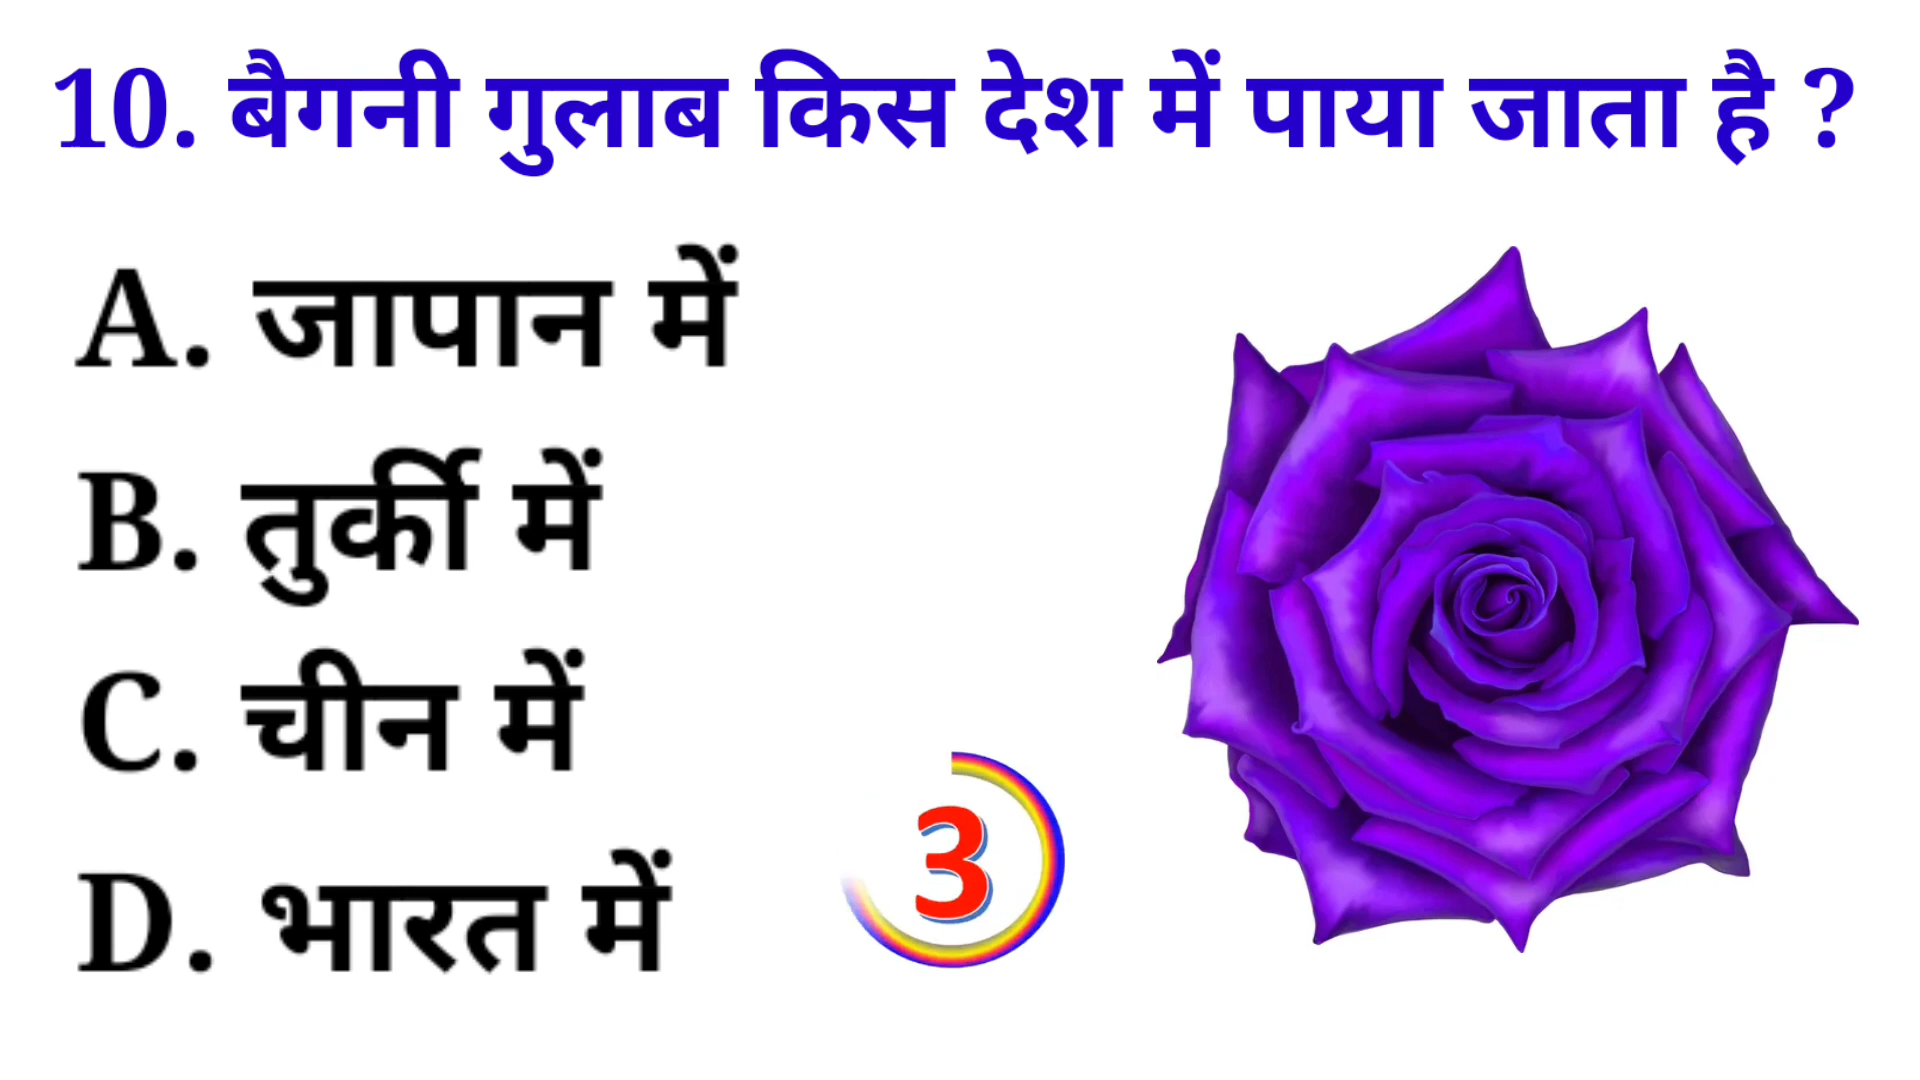 10. बैगनी गुलाब किस देश में पाया जाता है ?
A. जापान में
B. तुर्की में
C. चीन में
D. भारत में
3